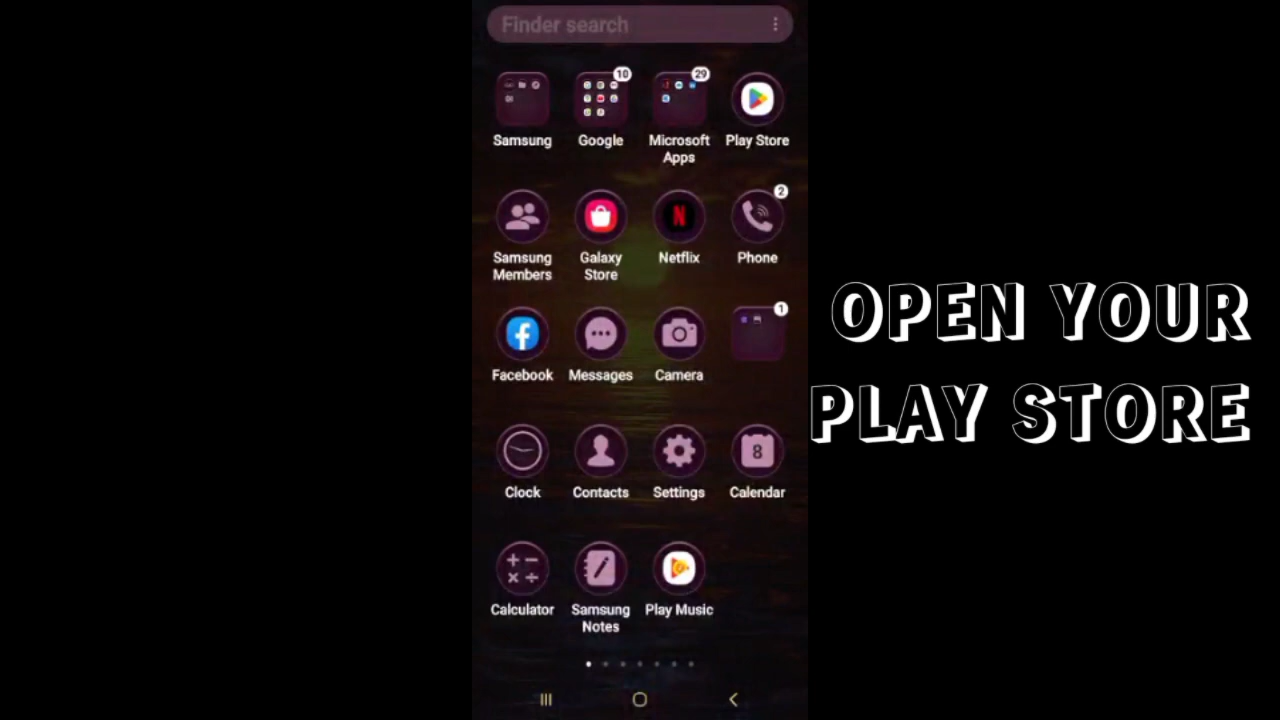 Finder search
10
29
Samsung
Google
Microsoft
Apps
Play Store
2
Samsung
Members
Galaxy
Store
N
Netflix
Phone
1
f
Facebook
Messages
Camera
8
Clock
Contacts
Settings
Calendar
Calculator
Samsung
Notes
Play Music
OPEN YOUR
PLAY STORE